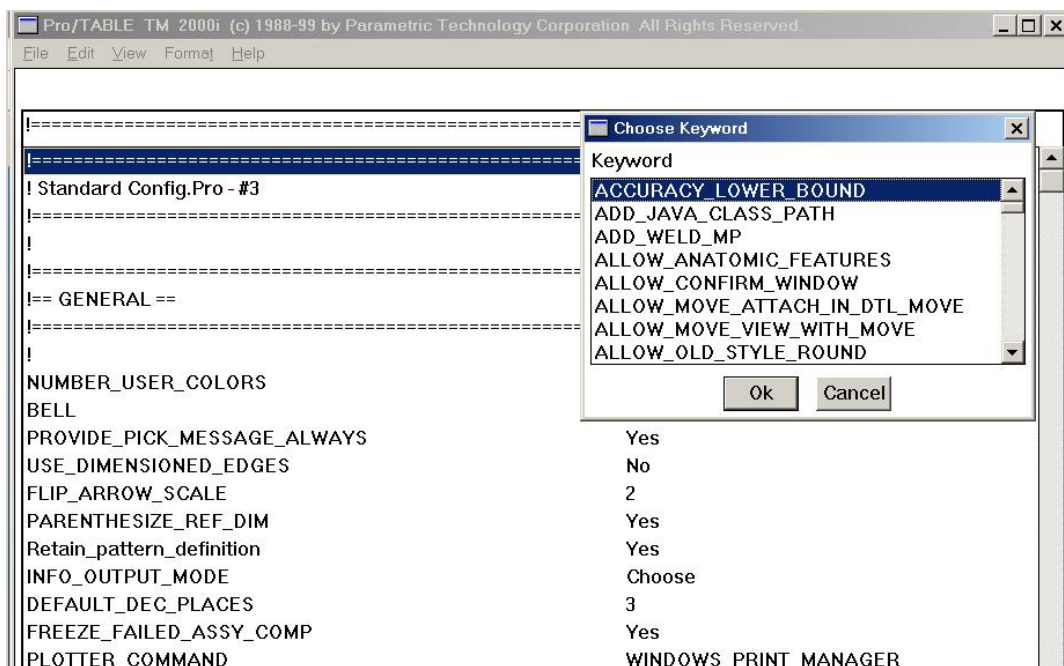 Pro/TABLE TM 2000i (c) 1988-99 by Parametric Technology Corporation All Rights Reserved.
File Edit View Format Help
!=====================================================
!=====================================================
! Standard Config.Pro - #3
!=====================================================
!
!=====================================================
!== GENERAL ==
!=====================================================
!
NUMBER_USER_COLORS
BELL
PROVIDE_PICK_MESSAGE_ALWAYS Yes
USE_DIMENSIONED_EDGES No
FLIP_ARROW_SCALE 2
PARENTHESIZE_REF_DIM Yes
Retain_pattern_definition Yes
INFO_OUTPUT_MODE Choose
DEFAULT_DEC_PLACES 3
FREEZE_FAILED_ASSY_COMP Yes
PLOTTER_COMMAND WINDOWS_PRINT_MANAGER
Choose Keyword
Keyword
ACCURACY_LOWER_BOUND
ADD_JAVA_CLASS_PATH
ADD_WELD_MP
ALLOW_ANATOMIC_FEATURES
ALLOW_CONFIRM_WINDOW
ALLOW_MOVE_ATTACH_IN_DTL_MOVE
ALLOW_MOVE_VIEW_WITH_MOVE
ALLOW_OLD_STYLE_ROUND
Ok Cancel